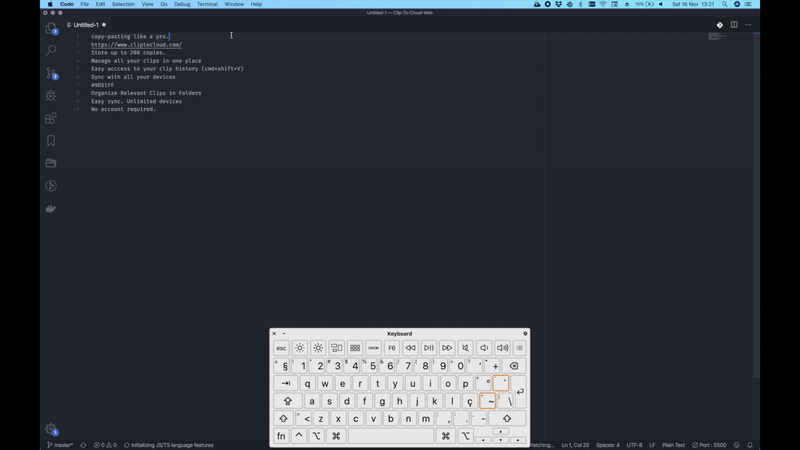 Code File Edit Selection View Go Debug Terminal Window Help
15% Sat 16 Nov 13:21
Untitled-1 — Clip-To-Cloud-Web
Untitled-1
1 copy-pasting like a pro.
2 https://www.cliptocloud.com/
3 Store up to 200 copies.
4 Manage all your clips in one place
5 Easy acccess to your clip history (cmd+shift+V)
6 Sync with all your devices
7 #9D51FF
8 Organize Relevant Clips in Folders
9 Easy sync. Unlimited devices
10 No account required.
Keyboard
esc F6
§ 1 2 3 4 5 6 7 8 9 0 ' +
q w e r t y u i o p º ´
a s d f g h j k l ç ~ \
< z x c v b n m , . -
fn ^ ⌥ ⌘ ⌘ ⌥
master* 0 0 Initializing JS/TS language features Ln 1, Col 25 Spaces: 4 UTF-8 LF Plain Text Port : 5500